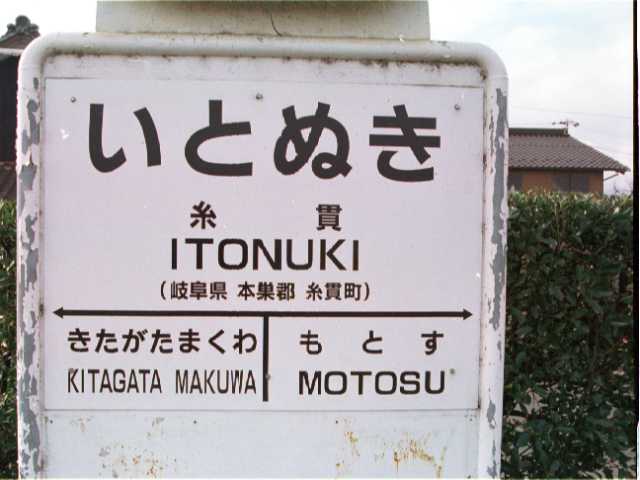 いとぬき
糸貫
ITONUKI
(岐阜県 本巣郡 糸貫町)
きたがたまくわ もとす
KITAGATA MAKUWA MOTOSU